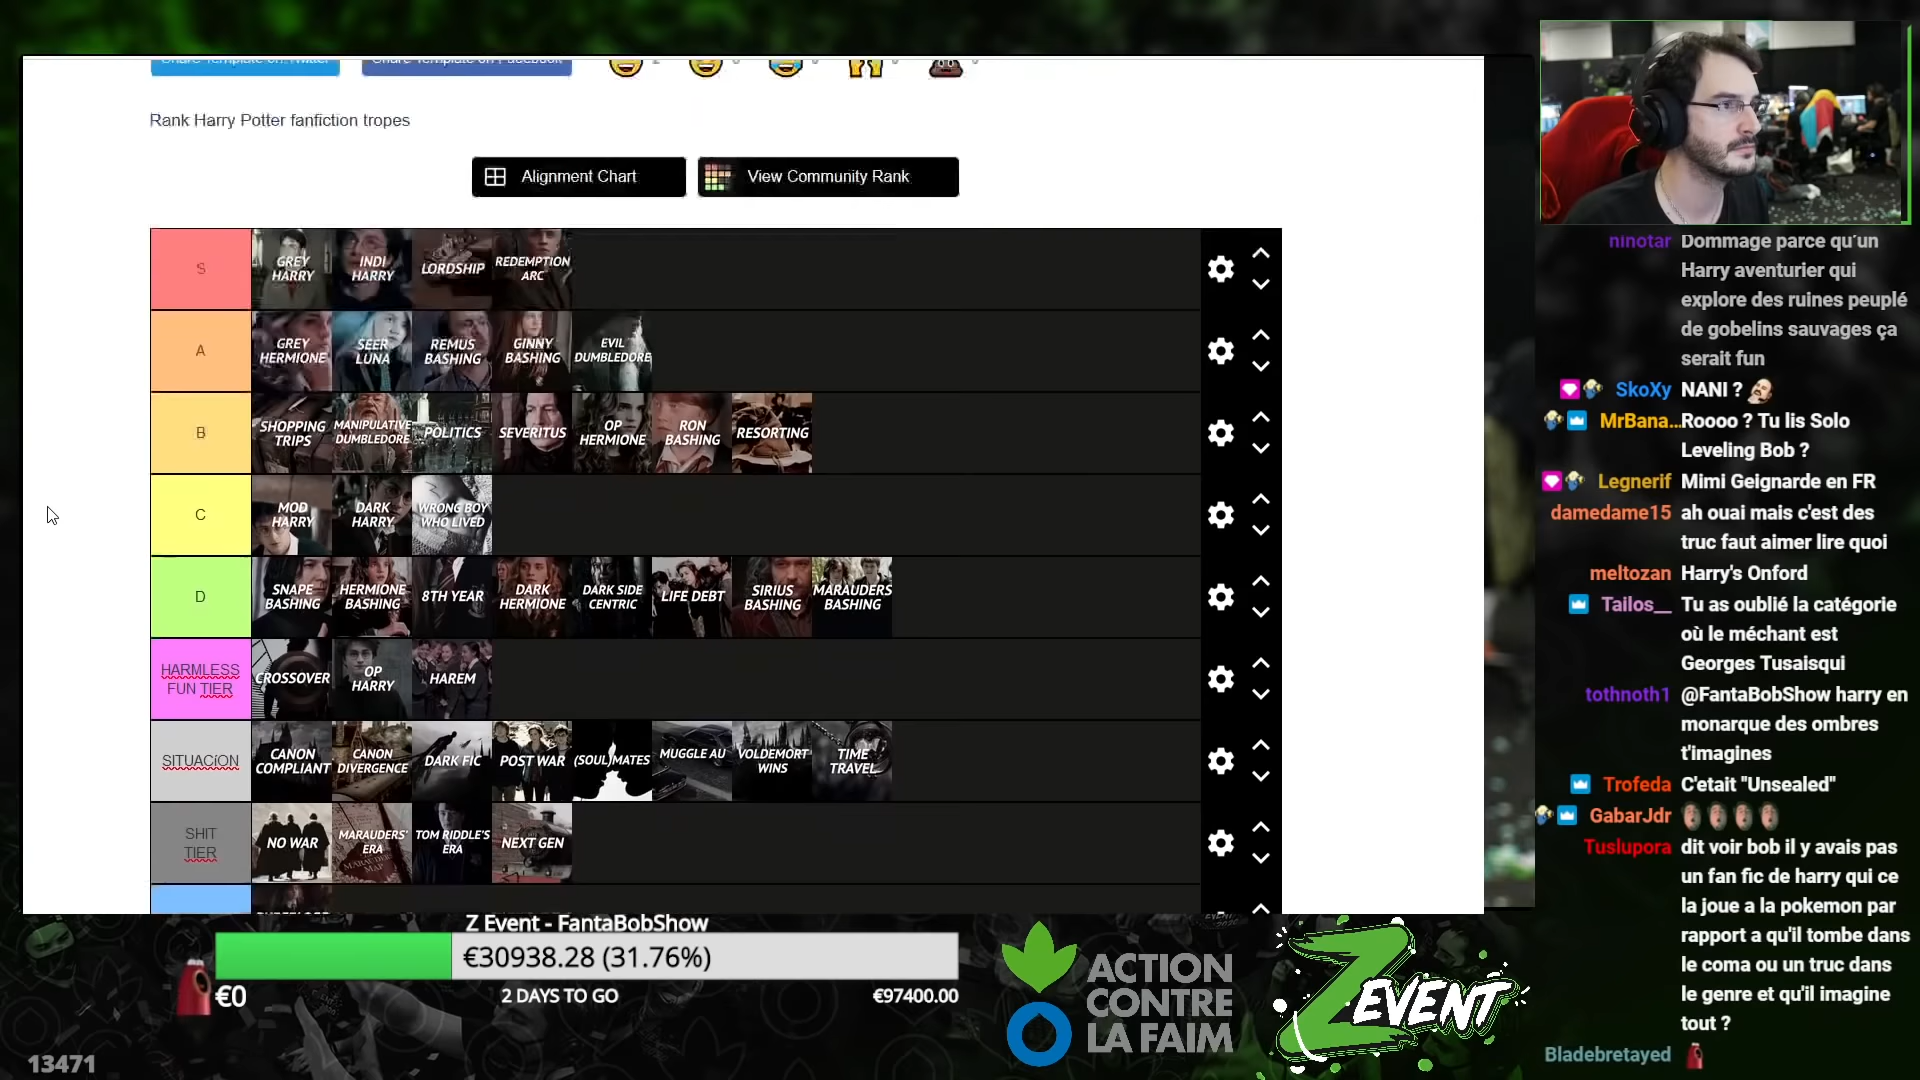 Share Template on Twitter
Share Template on Facebook
Rank Harry Potter fanfiction tropes
Alignment Chart
View Community Rank
S
GREY
HARRY
INDI
HARRY
LORDSHIP
REDEMPTION
ARC
A
GREY
HERMIONE
SEER
LUNA
REMUS
BASHING
GINNY
BASHING
EVIL
DUMBLEDORE
B
SHOPPING
TRIPS
MANIPULATIVE
DUMBLEDORE
POLITICS
SEVERITUS
OP
HERMIONE
RON
BASHING
RESORTING
C
MOD
HARRY
DARK
HARRY
WRONG BOY
WHO LIVED
D
SNAPE
BASHING
HERMIONE
BASHING
8TH YEAR
DARK
HERMIONE
DARK SIDE
CENTRIC
LIFE DEBT
SIRIUS
BASHING
MARAUDERS
BASHING
HARMLESS
FUN TIER
CROSSOVER
OP
HARRY
HAREM
SITUACíON
CANON
COMPLIANT
CANON
DIVERGENCE
DARK FIC
POST WAR
(SOUL)MATES
MUGGLE AU
VOLDEMORT
WINS
TIME
TRAVEL
SHIT
TIER
NO WAR
MARAUDERS'
ERA
TOM RIDDLE'S
ERA
NEXT GEN
Z Event - FantaBobShow
€30938.28 (31.76%)
€0
2 DAYS TO GO
€97400.00
13471
ACTION
CONTRE
LA FAIM
ZEVENT
ninotar Dommage parce qu'un
Harry aventurier qui
explore des ruines peuplé
de gobelins sauvages ça
serait fun
SkoXy NANI ?
MrBana... Roooo ? Tu lis Solo
Leveling Bob ?
Legnerif Mimi Geignarde en FR
damedame15 ah ouai mais c'est des
truc faut aimer lire quoi
meltozan Harry's Onford
Tailos__ Tu as oublié la catégorie
où le méchant est
Georges Tusaisqui
tothnoth1 @FantaBobShow harry en
monarque des ombres
t'imagines
Trofeda C'etait "Unsealed"
GabarJdr
Tuslupora dit voir bob il y avais pas
un fan fic de harry qui ce
la joue a la pokemon par
rapport a qu'il tombe dans
le coma ou un truc dans
le genre et qu'il imagine
tout ?
Bladebretayed